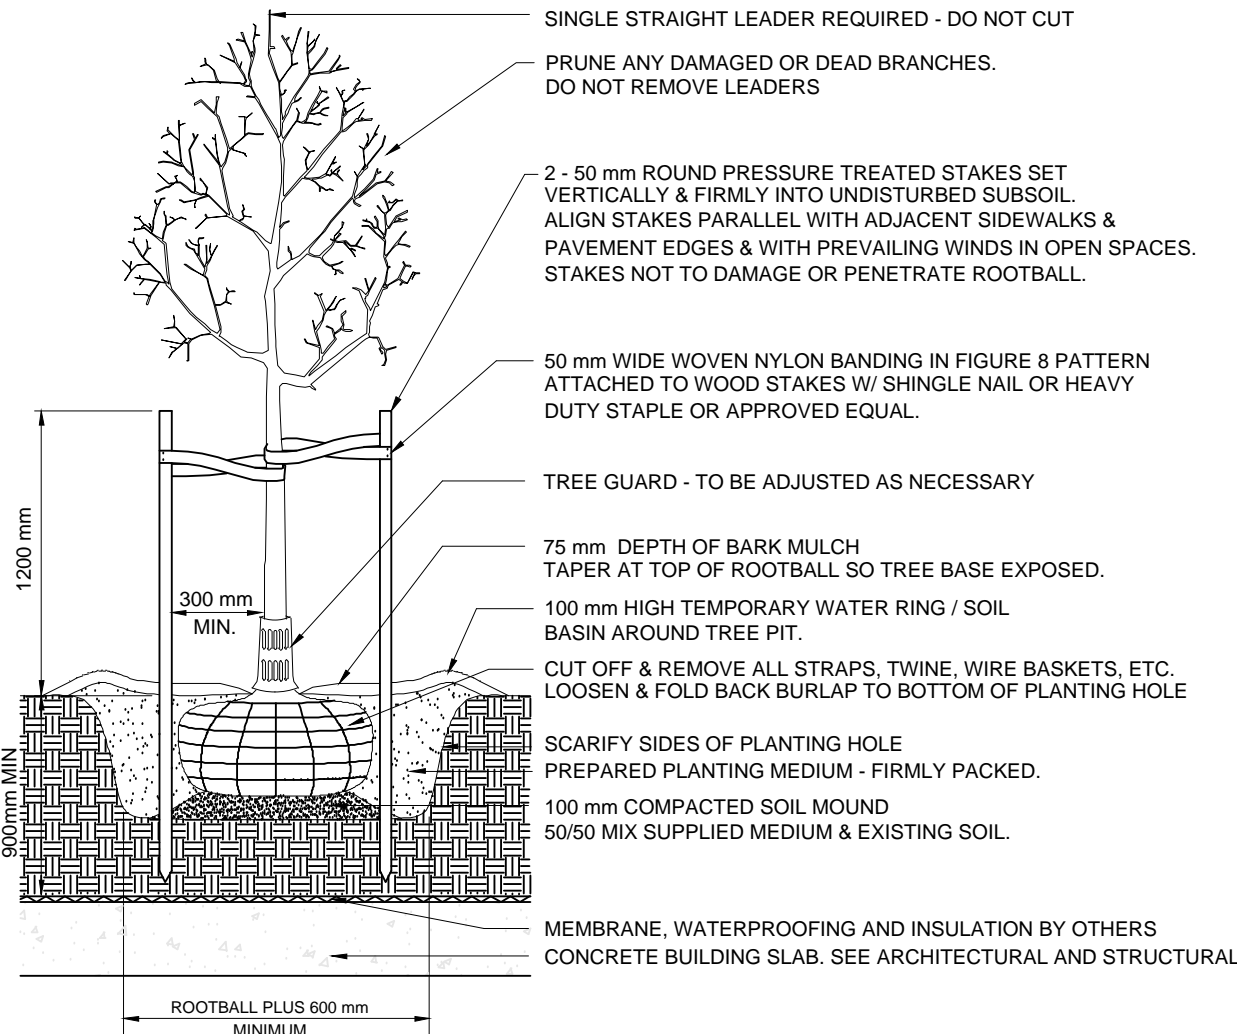 SINGLE STRAIGHT LEADER REQUIRED - DO NOT CUT
PRUNE ANY DAMAGED OR DEAD BRANCHES.
DO NOT REMOVE LEADERS
2 - 50 mm ROUND PRESSURE TREATED STAKES SET
VERTICALLY & FIRMLY INTO UNDISTURBED SUBSOIL.
ALIGN STAKES PARALLEL WITH ADJACENT SIDEWALKS &
PAVEMENT EDGES & WITH PREVAILING WINDS IN OPEN SPACES.
STAKES NOT TO DAMAGE OR PENETRATE ROOTBALL.
50 mm WIDE WOVEN NYLON BANDING IN FIGURE 8 PATTERN
ATTACHED TO WOOD STAKES W/ SHINGLE NAIL OR HEAVY
DUTY STAPLE OR APPROVED EQUAL.
TREE GUARD - TO BE ADJUSTED AS NECESSARY
75 mm DEPTH OF BARK MULCH
TAPER AT TOP OF ROOTBALL SO TREE BASE EXPOSED.
100 mm HIGH TEMPORARY WATER RING / SOIL
BASIN AROUND TREE PIT.
CUT OFF & REMOVE ALL STRAPS, TWINE, WIRE BASKETS, ETC.
LOOSEN & FOLD BACK BURLAP TO BOTTOM OF PLANTING HOLE
SCARIFY SIDES OF PLANTING HOLE
PREPARED PLANTING MEDIUM - FIRMLY PACKED.
100 mm COMPACTED SOIL MOUND
50/50 MIX SUPPLIED MEDIUM & EXISTING SOIL.
MEMBRANE, WATERPROOFING AND INSULATION BY OTHERS
CONCRETE BUILDING SLAB. SEE ARCHITECTURAL AND STRUCTURAL
1200 mm
300 mm
MIN.
900mm MIN
ROOTBALL PLUS 600 mm
MINIMUM